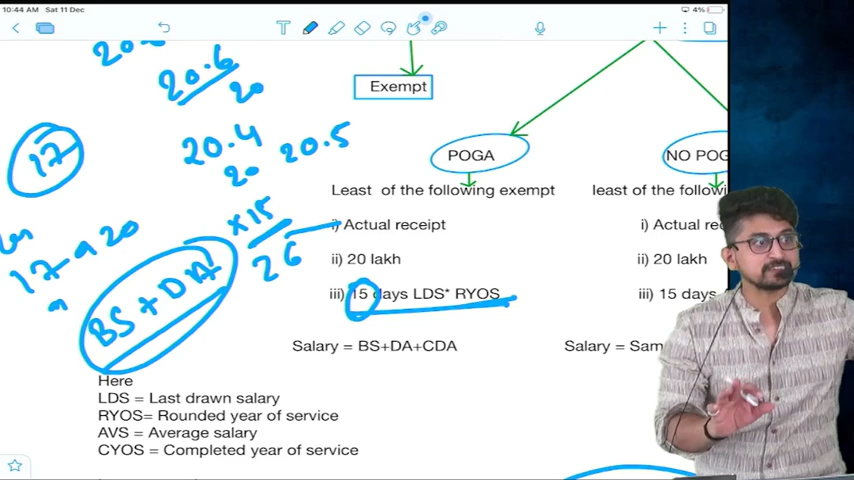 10:44 AM Sat 11 Dec
4%
20.6
20
Exempt
17
20.4
20
20.5
POGA
NO POG
Least of the following exempt
least of the followi
×15
26
i) Actual receipt
i) Actual rec
17 20
ii) 20 lakh
ii) 20 lakh
BS+DA
iii) 15 days LDS* RYOS
iii) 15 days
Salary = BS+DA+CDA
Salary = Sam
Here
LDS = Last drawn salary
RYOS= Rounded year of service
AVS = Average salary
CYOS = Completed year of service